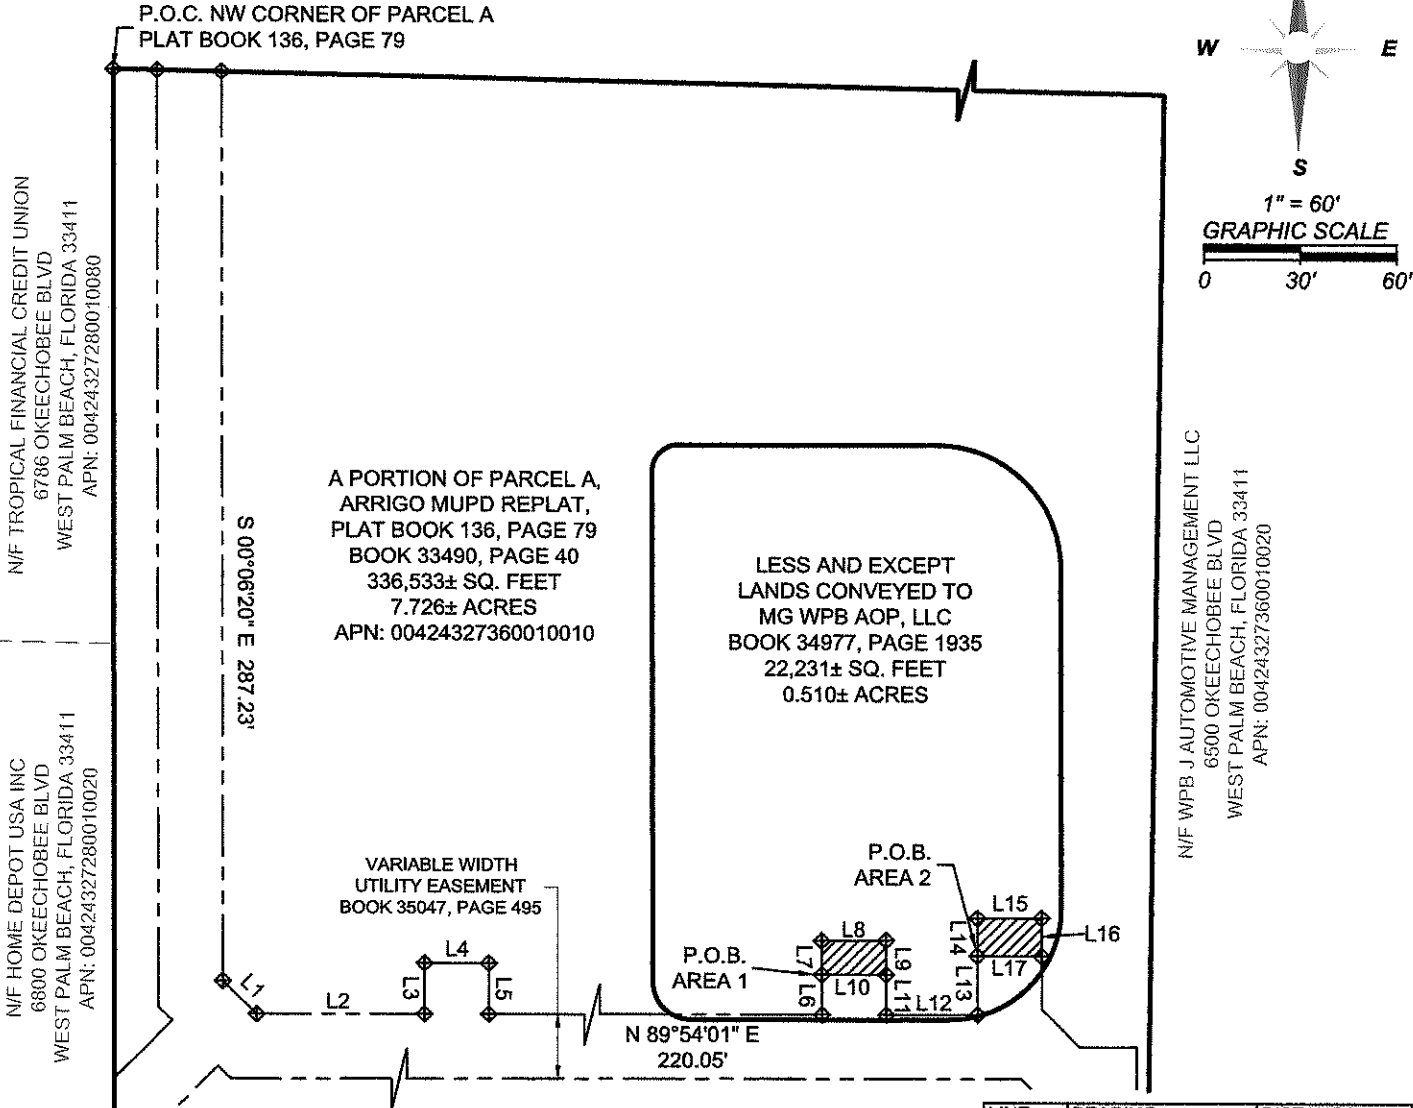 P.O.C. NW CORNER OF PARCEL A
PLAT BOOK 136, PAGE 79
W
E
S
1" = 60'
GRAPHIC SCALE
0 30' 60'
N/F TROPICAL FINANCIAL CREDIT UNION
6786 OKEECHOBEE BLVD
WEST PALM BEACH, FLORIDA 33411
APN: 00424327280010080
N/F HOME DEPOT USA INC
6800 OKEECHOBEE BLVD
WEST PALM BEACH, FLORIDA 33411
APN: 00424327280010020
S 00°06'20" E 287.23'
A PORTION OF PARCEL A,
ARRIGO MUPD REPLAT,
PLAT BOOK 136, PAGE 79
BOOK 33490, PAGE 40
336,533± SQ. FEET
7.726± ACRES
APN: 00424327360010010
LESS AND EXCEPT
LANDS CONVEYED TO
MG WPB AOP, LLC
BOOK 34977, PAGE 1935
22,231± SQ. FEET
0.510± ACRES
N/F WPB J AUTOMOTIVE MANAGEMENT LLC
6500 OKEECHOBEE BLVD
WEST PALM BEACH, FLORIDA 33411
APN: 00424327360010020
VARIABLE WIDTH
UTILITY EASEMENT
BOOK 35047, PAGE 495
P.O.B.
AREA 2
P.O.B.
AREA 1
L1
L2
L3
L4
L5
L6
L7
L8
L9
L10
L11
L12
L13
L14
L15
L16
L17
N 89°54'01" E
220.05'